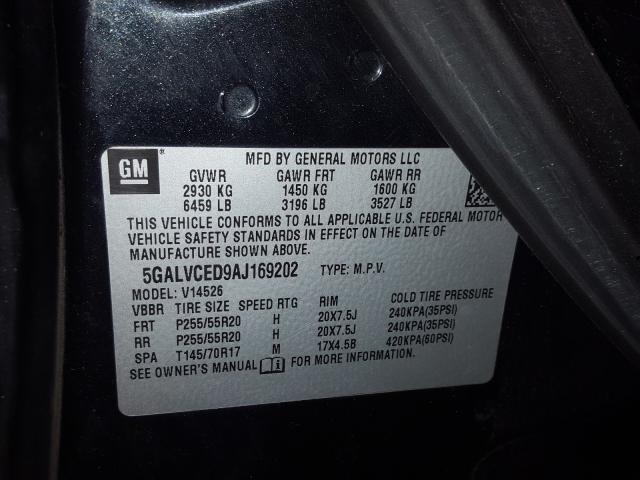 GM ®
MFD BY GENERAL MOTORS LLC
GVWR GAWR FRT GAWR RR
2930 KG 1450 KG 1600 KG
6459 LB 3196 LB 3527 LB
THIS VEHICLE CONFORMS TO ALL APPLICABLE U.S. FEDERAL MOTOR
VEHICLE SAFETY STANDARDS IN EFFECT ON THE DATE OF
MANUFACTURE SHOWN ABOVE.
5GALVCED9AJ169202 TYPE: M.P.V.
MODEL: V14526
VBBR TIRE SIZE SPEED RTG RIM COLD TIRE PRESSURE
FRT P255/55R20 H 20X7.5J 240KPA(35PSI)
RR P255/55R20 H 20X7.5J 240KPA(35PSI)
SPA T145/70R17 M 17X4.5B 420KPA(60PSI)
SEE OWNER'S MANUAL FOR MORE INFORMATION.